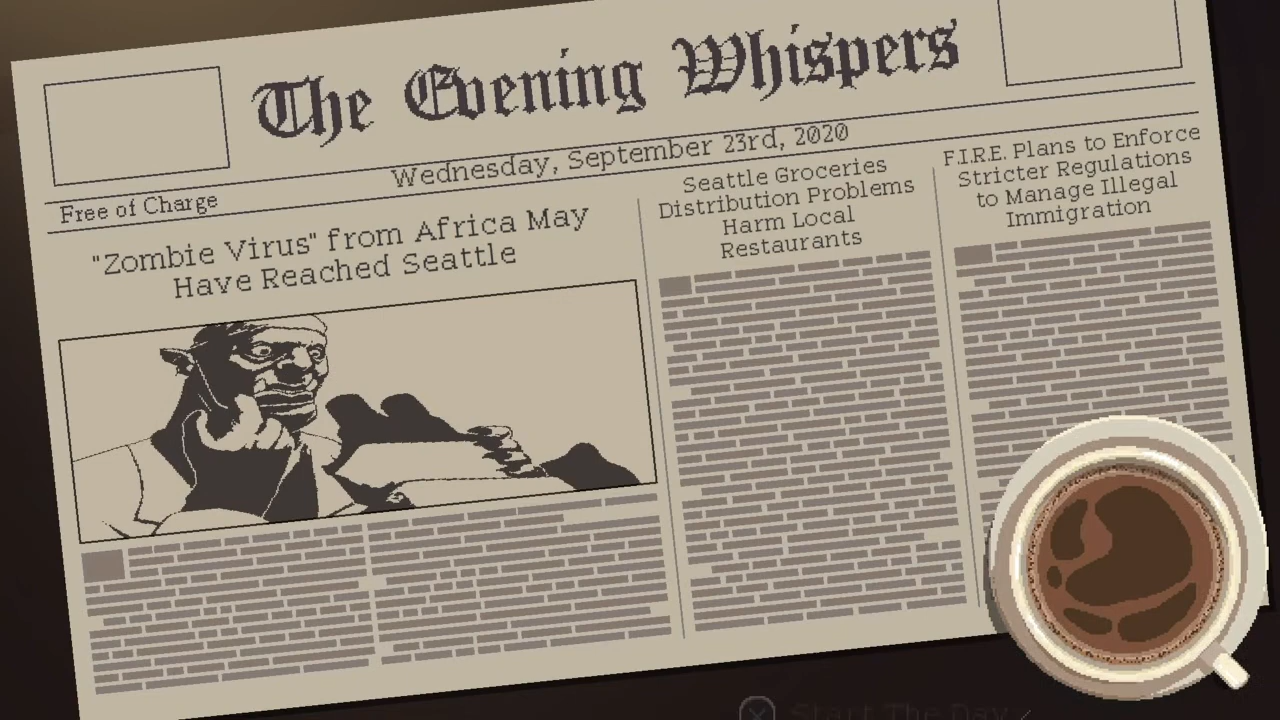 The Evening Whispers
Wednesday, September 23rd, 2020
Free of Charge
"Zombie Virus" from Africa May
Have Reached Seattle
Seattle Groceries
Distribution Problems
Harm Local
Restaurants
F.I.R.E. Plans to Enforce
Stricter Regulations
to Manage Illegal
Immigration
Start The Day